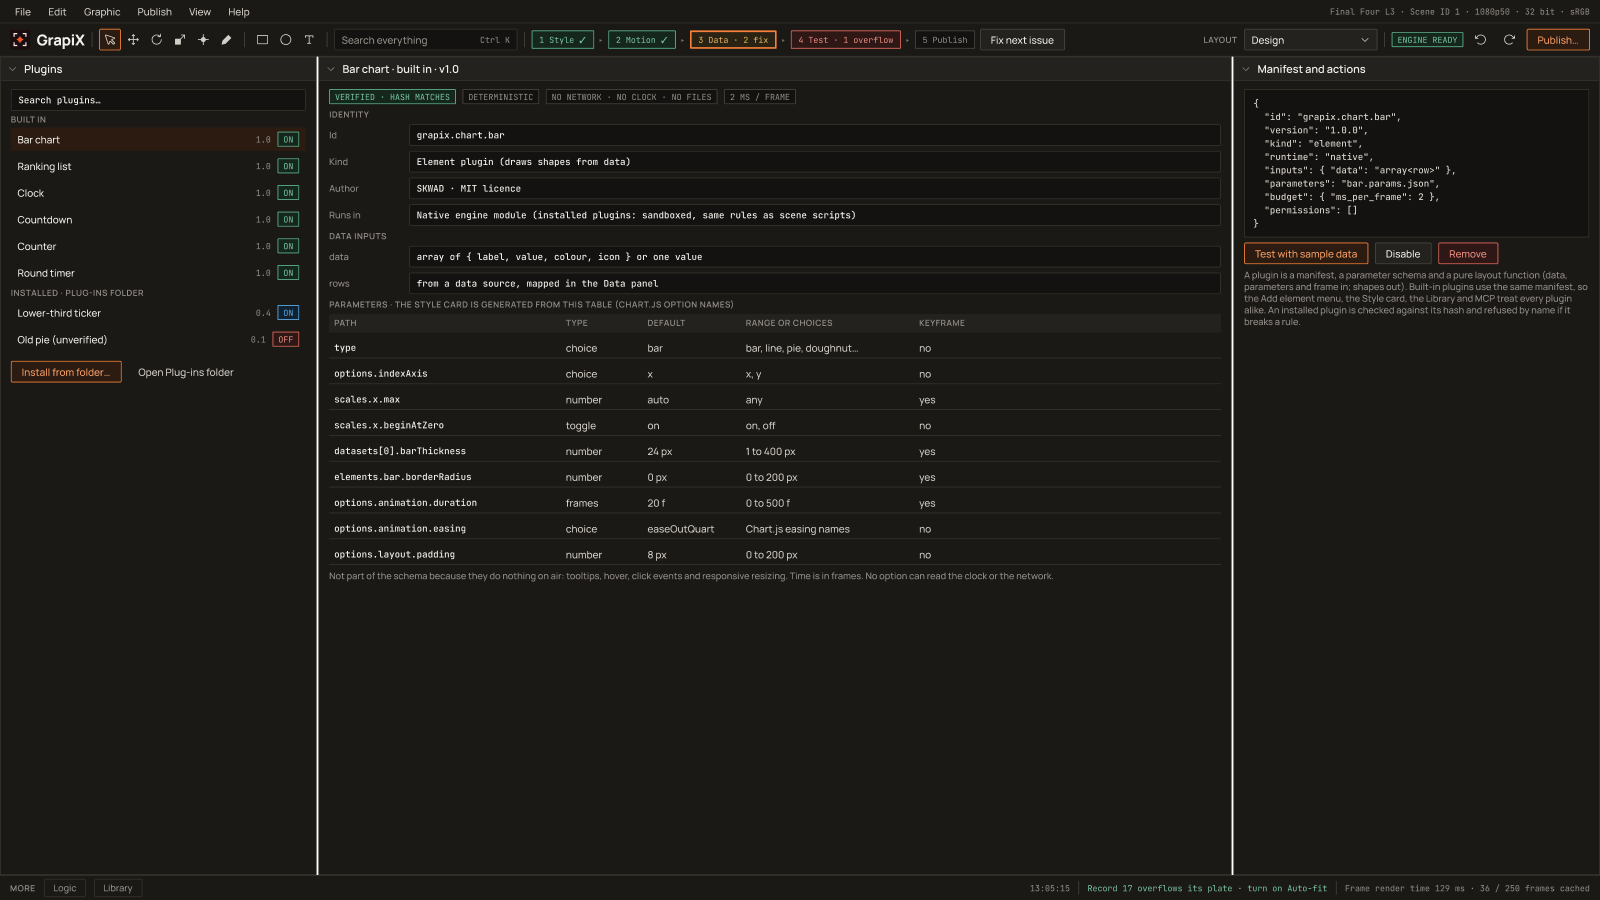 File Edit Graphic Publish View Help
Final Four L3 · Scene ID 1 · 1080p50 · 32 bit · sRGB
GrapiX
Search everything Ctrl K
1 Style ✓ 2 Motion ✓ 3 Data · 2 fix 4 Test · 1 overflow 5 Publish Fix next issue
LAYOUT Design ENGINE READY Publish…
Plugins
Search plugins…
BUILT IN
Bar chart 1.0 ON
Ranking list 1.0 ON
Clock 1.0 ON
Countdown 1.0 ON
Counter 1.0 ON
Round timer 1.0 ON
INSTALLED · PLUG-INS FOLDER
Lower-third ticker 0.4 ON
Old pie (unverified) 0.1 OFF
Install from folder… Open Plug-ins folder
Bar chart · built in · v1.0
VERIFIED · HASH MATCHES DETERMINISTIC NO NETWORK · NO CLOCK · NO FILES 2 MS / FRAME
IDENTITY
Id grapix.chart.bar
Kind Element plugin (draws shapes from data)
Author SKWAD · MIT licence
Runs in Native engine module (installed plugins: sandboxed, same rules as scene scripts)
DATA INPUTS
data array of { label, value, colour, icon } or one value
rows from a data source, mapped in the Data panel
PARAMETERS · THE STYLE CARD IS GENERATED FROM THIS TABLE (CHART.JS OPTION NAMES)
PATH TYPE DEFAULT RANGE OR CHOICES KEYFRAME
type choice bar bar, line, pie, doughnut… no
options.indexAxis choice x x, y no
scales.x.max number auto any yes
scales.x.beginAtZero toggle on on, off no
datasets[0].barThickness number 24 px 1 to 400 px yes
elements.bar.borderRadius number 0 px 0 to 200 px yes
options.animation.duration frames 20 f 0 to 500 f yes
options.animation.easing choice easeOutQuart Chart.js easing names no
options.layout.padding number 8 px 0 to 200 px no
Not part of the schema because they do nothing on air: tooltips, hover, click events and responsive resizing. Time is in frames. No option can read the clock or the network.
Manifest and actions
{
"id": "grapix.chart.bar",
"version": "1.0.0",
"kind": "element",
"runtime": "native",
"inputs": { "data": "array<row>" },
"parameters": "bar.params.json",
"budget": { "ms_per_frame": 2 },
"permissions": []
}
Test with sample data Disable Remove
A plugin is a manifest, a parameter schema and a pure layout function (data,
parameters and frame in; shapes out). Built-in plugins use the same manifest, so
the Add element menu, the Style card, the Library and MCP treat every plugin
alike. An installed plugin is checked against its hash and refused by name if it
breaks a rule.
MORE Logic Library
13:05:15 Record 17 overflows its plate · turn on Auto-fit Frame render time 129 ms · 36 / 250 frames cached